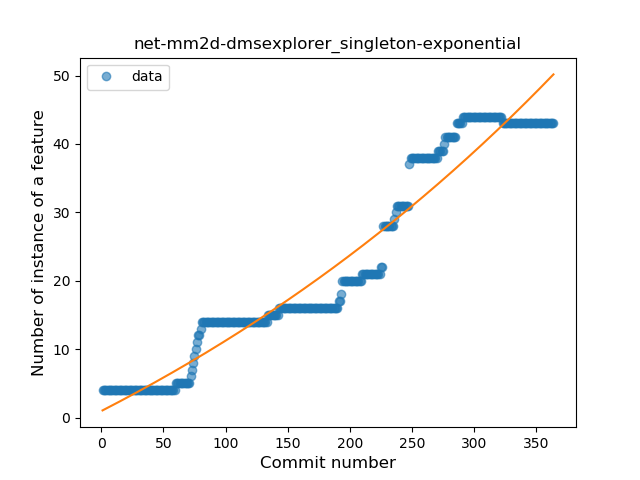 net-mm2d-dmsexplorer_singleton-exponential
data
Number of instance of a feature
50
40
30
20
10
0
0 50 100 150 200 250 300 350
Commit number